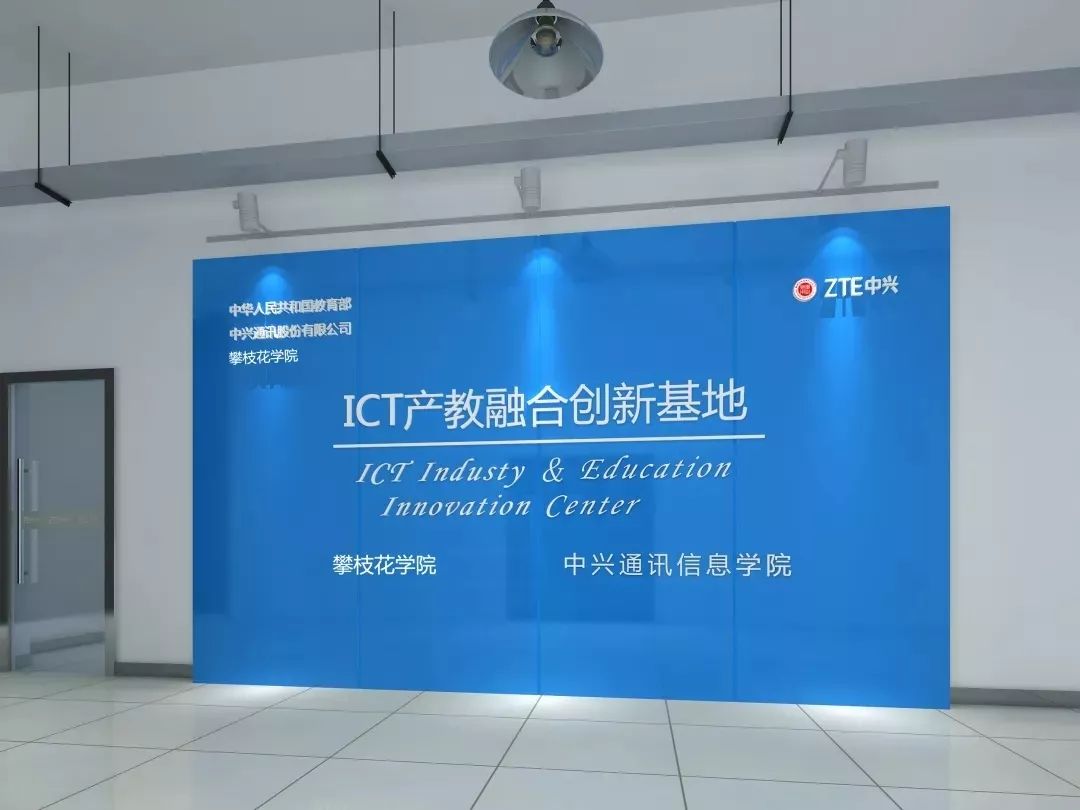 中华人民共和国教育部
中兴通讯股份有限公司
攀枝花学院
ZTE中兴
ICT产教融合创新基地
ICT Industy & Education
Innovation Center
攀枝花学院
中兴通讯信息学院